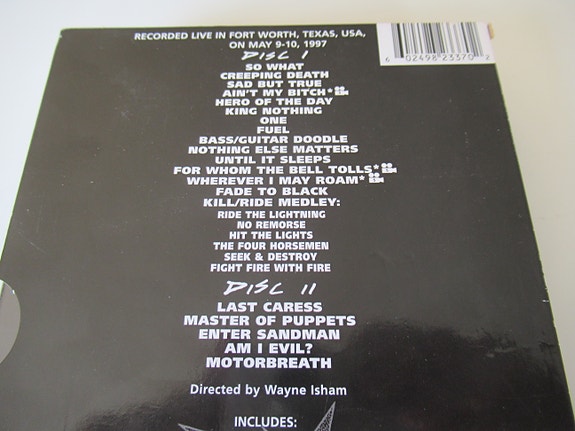 RECORDED LIVE IN FORT WORTH, TEXAS, USA,
ON MAY 9-10, 1997
DISC I
SO WHAT
CREEPING DEATH
SAD BUT TRUE
AIN'T MY BITCH*
HERO OF THE DAY
KING NOTHING
ONE
FUEL
BASS/GUITAR DOODLE
NOTHING ELSE MATTERS
UNTIL IT SLEEPS
FOR WHOM THE BELL TOLLS*
WHEREVER I MAY ROAM*
FADE TO BLACK
KILL/RIDE MEDLEY:
RIDE THE LIGHTNING
NO REMORSE
HIT THE LIGHTS
THE FOUR HORSEMEN
SEEK & DESTROY
FIGHT FIRE WITH FIRE
DISC II
LAST CARESS
MASTER OF PUPPETS
ENTER SANDMAN
AM I EVIL?
MOTORBREATH
Directed by Wayne Isham
INCLUDES:
6 02498 23370 2